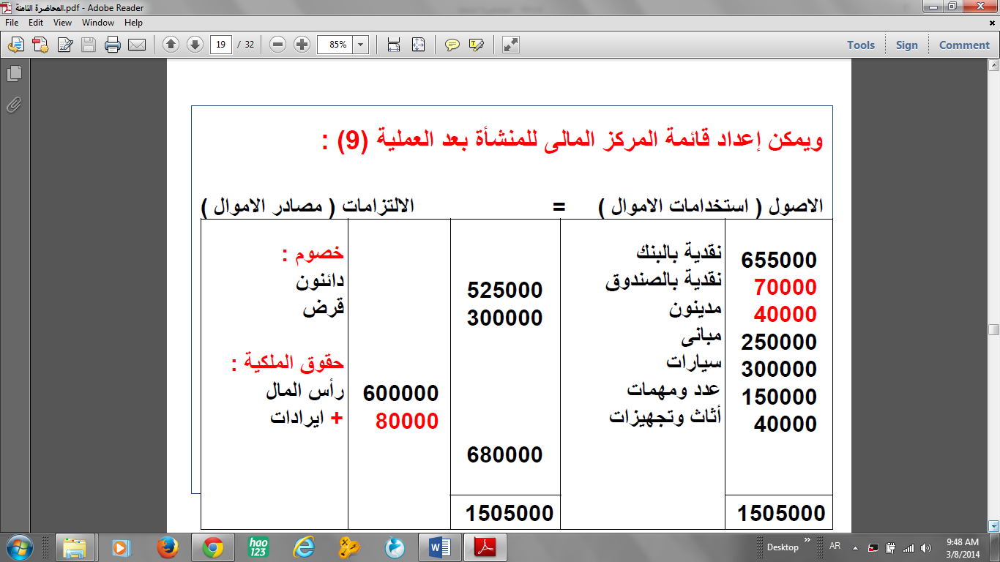 المحاضرة الثامنة.pdf - Adobe Reader
File Edit View Window Help
19 / 32 85% Tools Sign Comment
ويمكن إعداد قائمة المركز المالى للمنشأة بعد العملية (9) :
الاصول ( استخدامات الاموال ) = الالتزامات ( مصادر الاموال )
655000 نقدية بالبنك خصوم :
70000 نقدية بالصندوق 525000 دائنون
40000 مدينون 300000 قرض
250000 مبانى
300000 سيارات حقوق الملكية :
150000 عدد ومهمات 600000 رأس المال
40000 أثاث وتجهيزات 80000 + ايرادات
680000
1505000 1505000
hao123
Desktop » AR 9:48 AM
3/8/2014